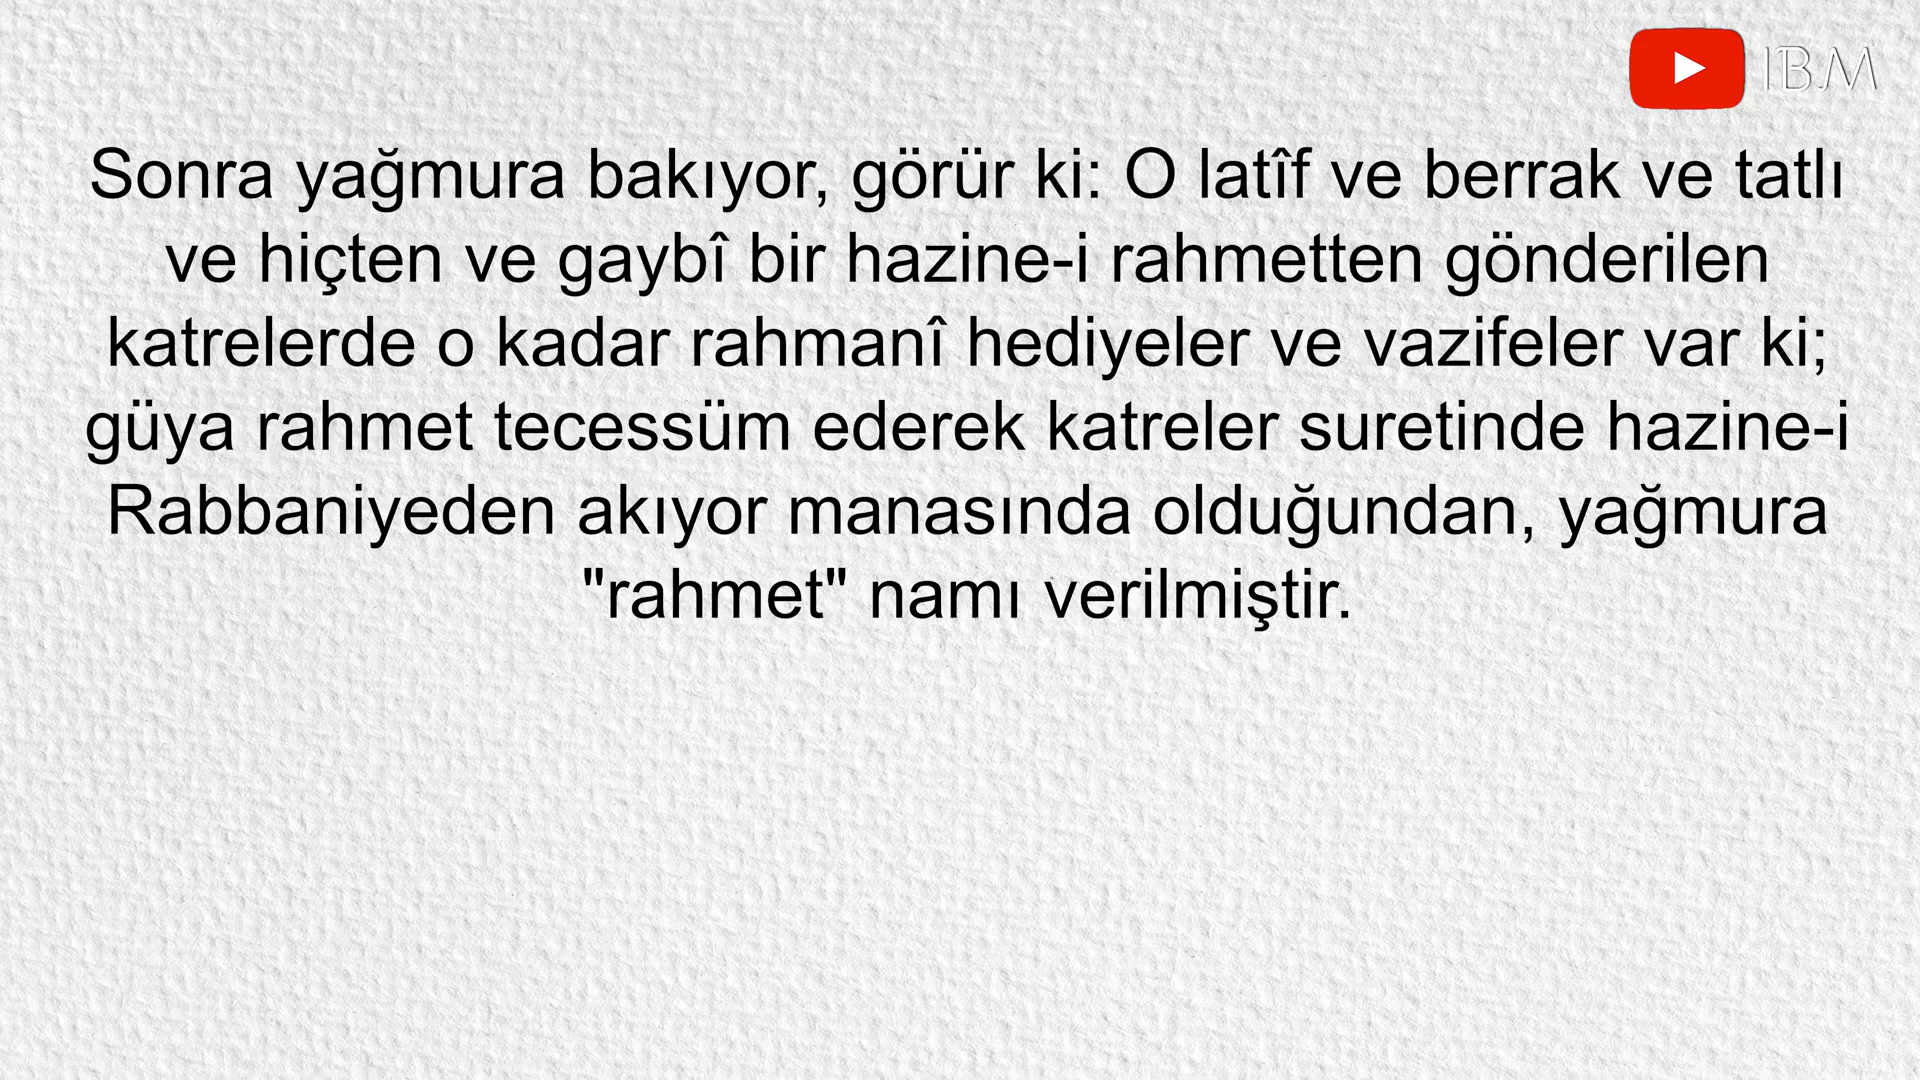 IBM
Sonra yağmura bakıyor, görür ki: O latîf ve berrak ve tatlı
ve hiçten ve gaybî bir hazine-i rahmetten gönderilen
katrelerde o kadar rahmanî hediyeler ve vazifeler var ki;
güya rahmet tecessüm ederek katreler suretinde hazine-i
Rabbaniyeden akıyor manasında olduğundan, yağmura
"rahmet" namı verilmiştir.